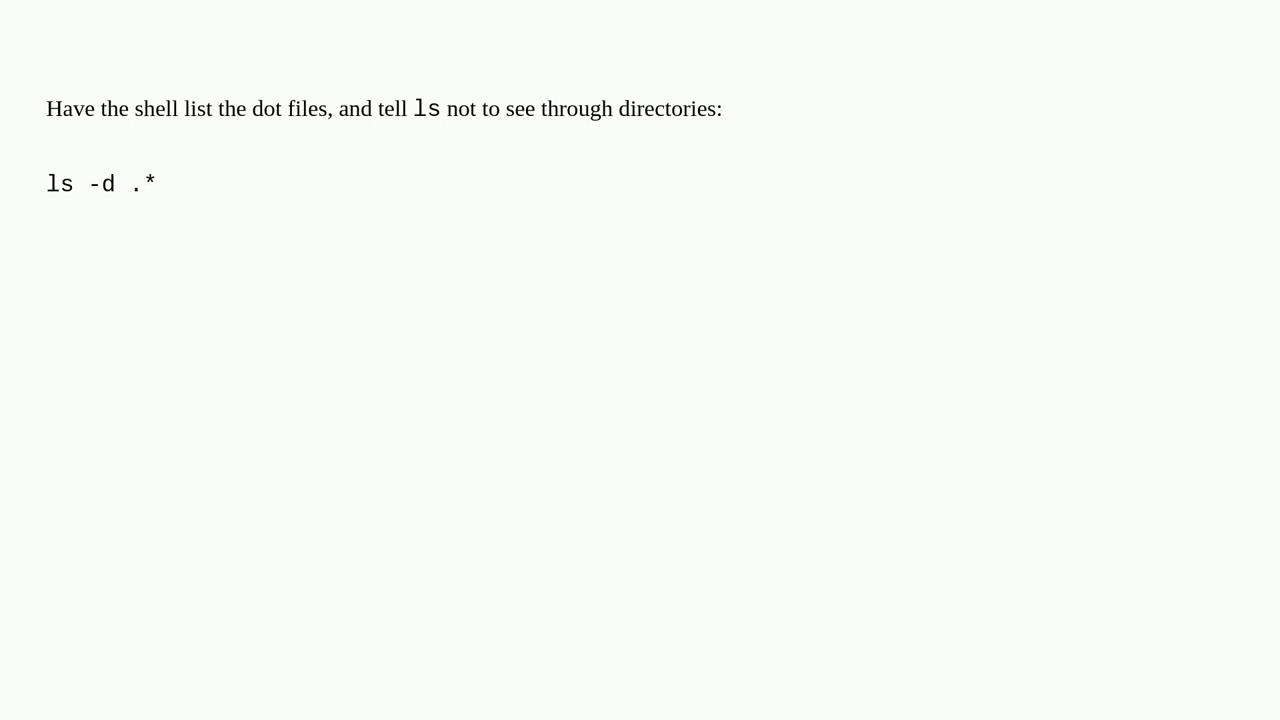 Have the shell list the dot files, and tell ls not to see through directories:
ls -d .*